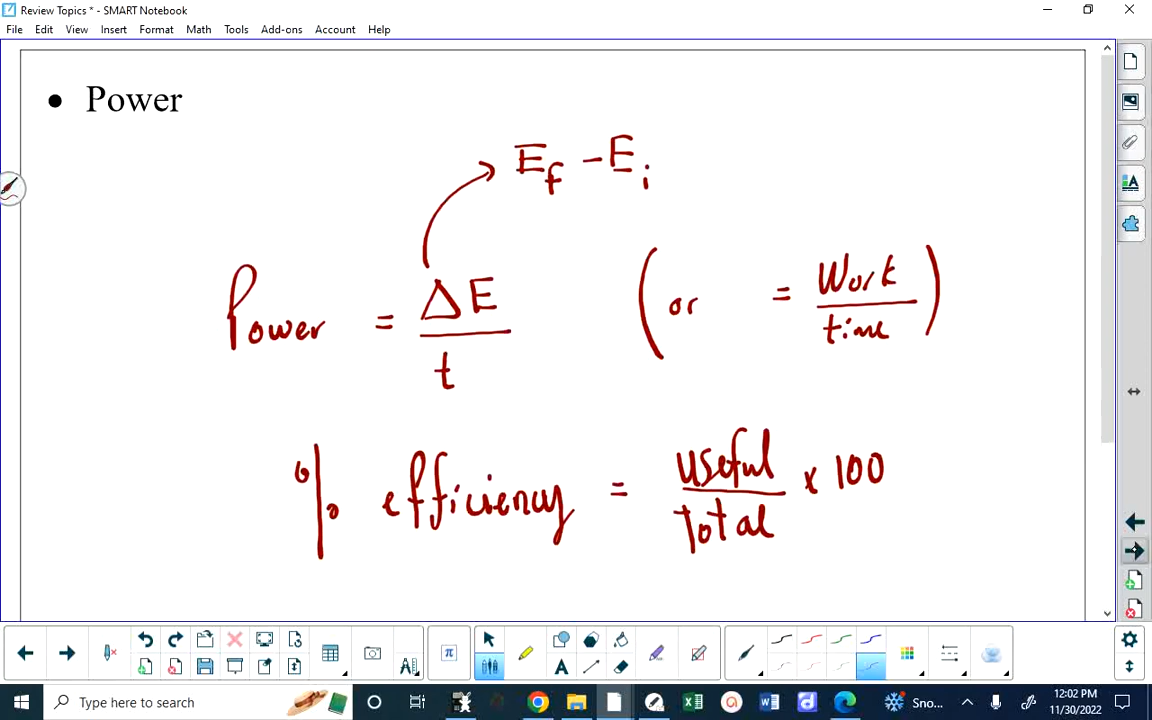 Review Topics * - SMART Notebook
File Edit View Insert Format Math Tools Add-ons Account Help
• Power
E_f - E_i
Power = ΔE / t (or = Work / time)
% efficiency = useful / total × 100
Type here to search
Sno...
12:02 PM
11/30/2022